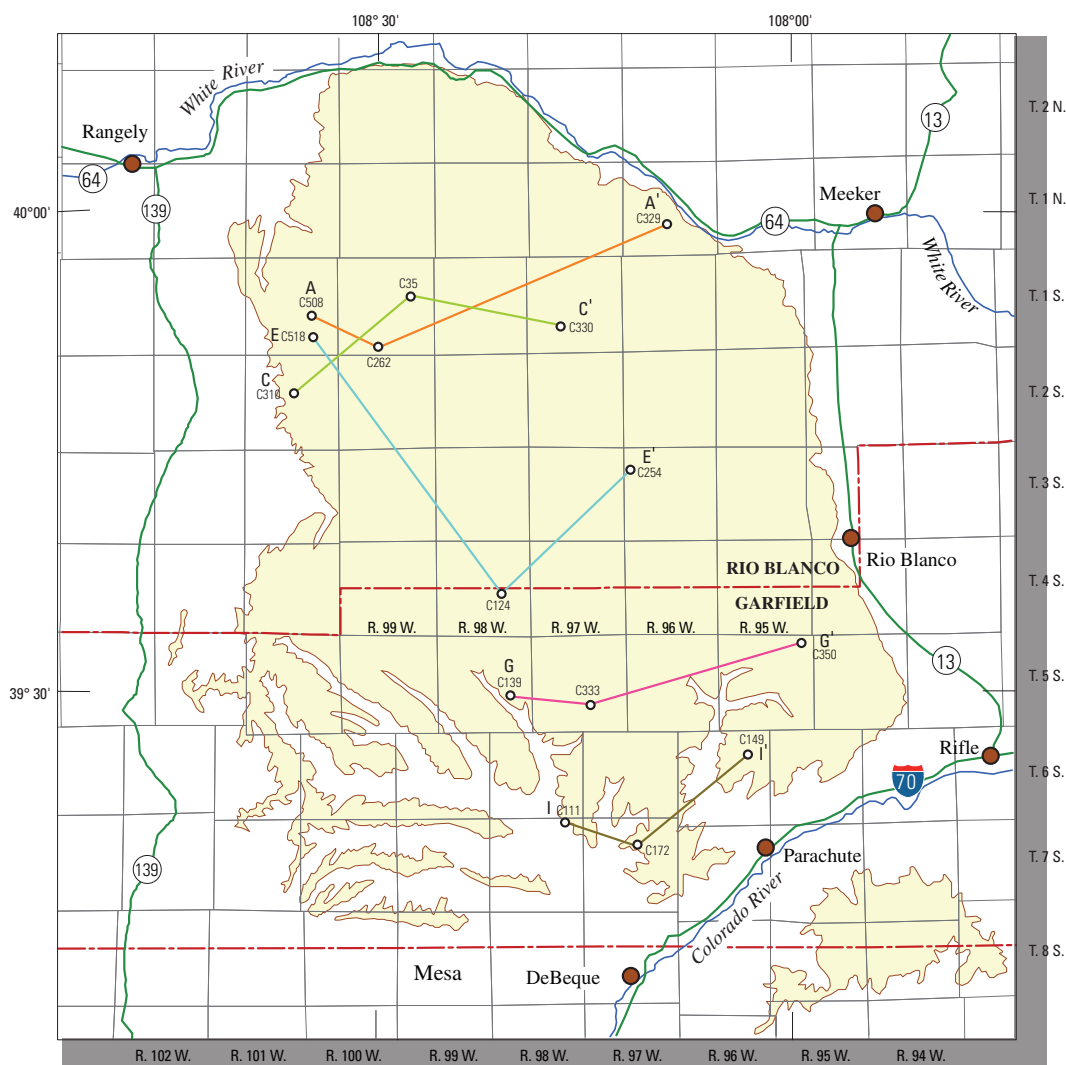 108° 30'
108° 00'
White River
T. 2 N.
13
Rangely
64
139
T. 1 N.
Meeker
40° 00'
A'
C329
64
White River
A
C508
C35
C'
C330
T. 1 S.
E C518
C262
C
C310
T. 2 S.
E'
C254
T. 3 S.
Rio Blanco
RIO BLANCO
T. 4 S.
C124
GARFIELD
R. 99 W.
R. 98 W.
R. 97 W.
R. 96 W.
R. 95 W.
G'
C350
13
G
C139
C333
T. 5 S.
39° 30'
C149
I'
Rifle
70
T. 6 S.
I
C111
C172
Parachute
T. 7 S.
139
Colorado River
T. 8 S.
Mesa
DeBeque
R. 102 W.
R. 101 W.
R. 100 W.
R. 99 W.
R. 98 W.
R. 97 W.
R. 96 W.
R. 95 W.
R. 94 W.